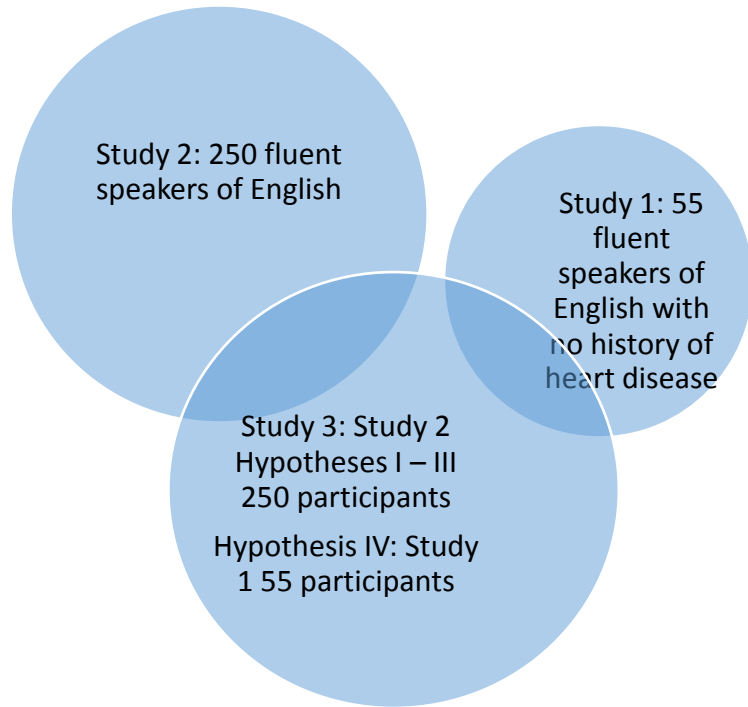 Study 2: 250 fluent
speakers of English
Study 1: 55
fluent
speakers of
English with
no history of
heart disease
Study 3: Study 2
Hypotheses I – III
250 participants
Hypothesis IV: Study
1 55 participants